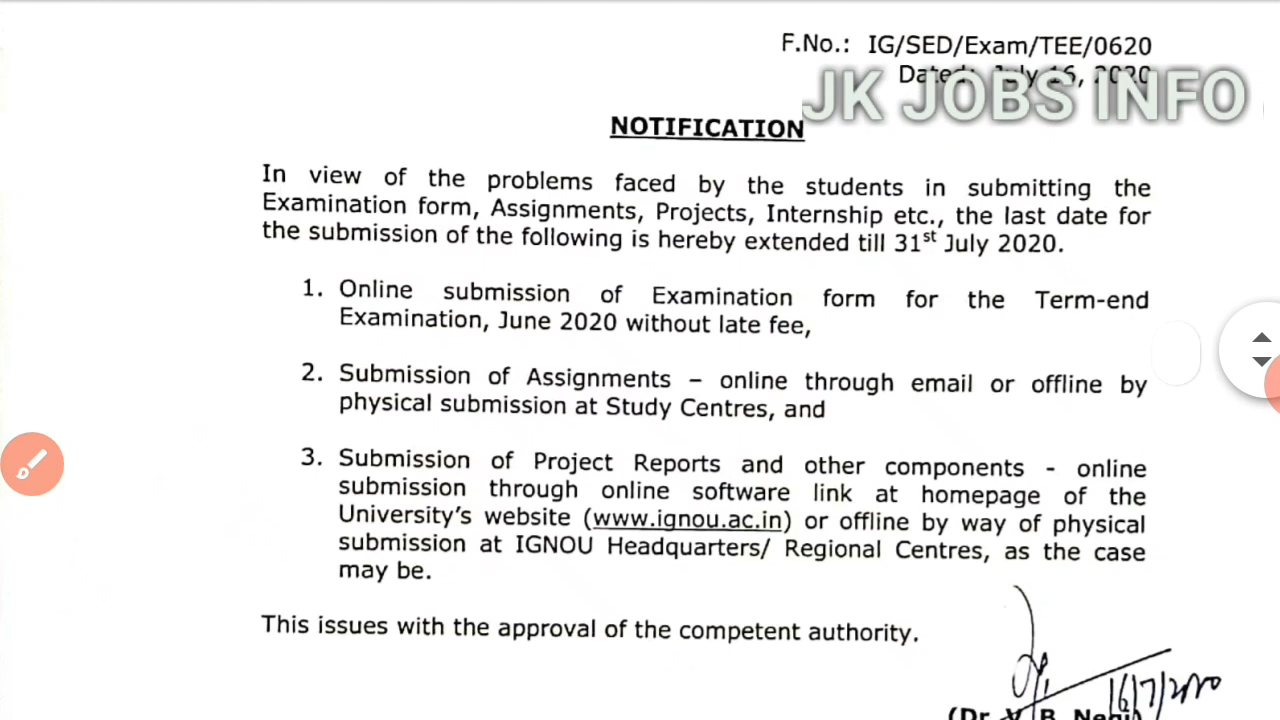 F.No.: IG/SED/Exam/TEE/0620
Dated: July 16, 2020
JK JOBS INFO
NOTIFICATION
In view of the problems faced by the students in submitting the
Examination form, Assignments, Projects, Internship etc., the last date for
the submission of the following is hereby extended till 31st July 2020.
1. Online submission of Examination form for the Term-end
Examination, June 2020 without late fee,
2. Submission of Assignments – online through email or offline by
physical submission at Study Centres, and
3. Submission of Project Reports and other components - online
submission through online software link at homepage of the
University's website (www.ignou.ac.in) or offline by way of physical
submission at IGNOU Headquarters/ Regional Centres, as the case
may be.
This issues with the approval of the competent authority.
16/7/2020
(Dr. V. B. Negi)